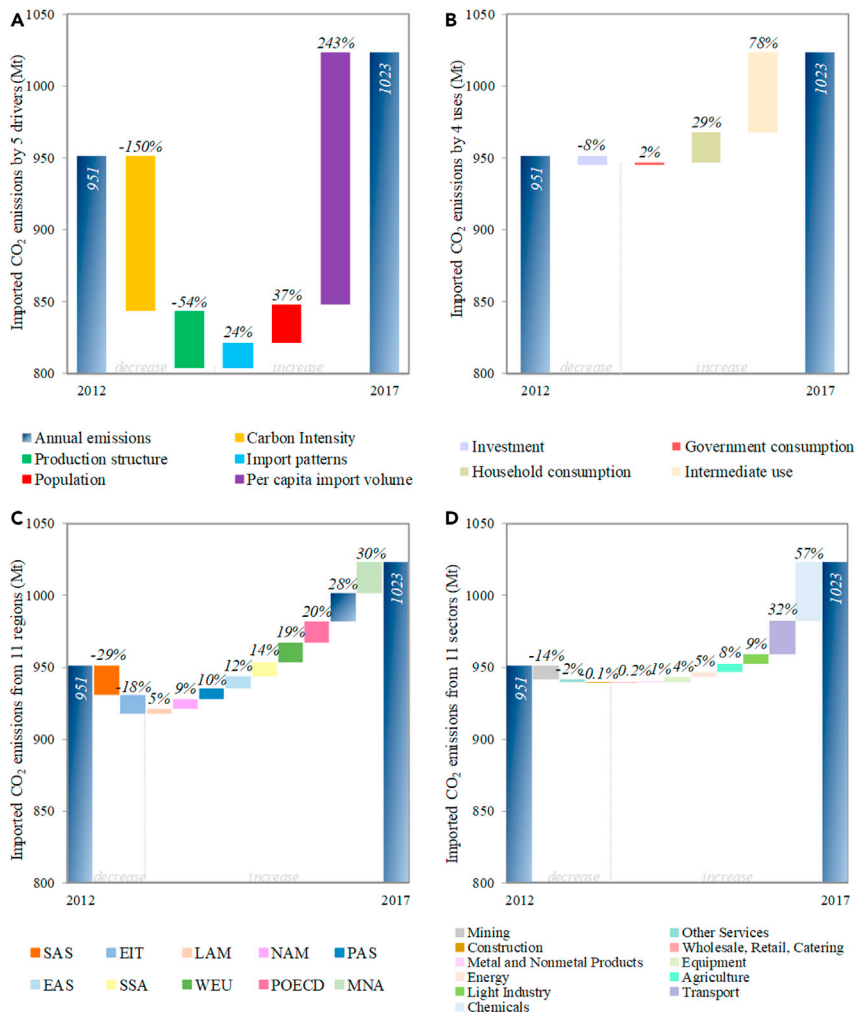 A
Imported CO2 emissions by 5 drivers (Mt)
1050
1000
950
900
850
800
951
-150%
-54%
24%
37%
243%
1023
decrease
increase
2012
2017
Annual emissions
Carbon Intensity
Production structure
Import patterns
Population
Per capita import volume
B
Imported CO2 emissions by 4 uses (Mt)
1050
1000
950
900
850
800
951
-8%
2%
29%
78%
1023
decrease
increase
2012
2017
Investment
Government consumption
Household consumption
Intermediate use
C
Imported CO2 emissions from 11 regions (Mt)
1050
1000
950
900
850
800
951
-29%
-18%
5%
9%
10%
12%
14%
19%
20%
28%
30%
1023
decrease
increase
2012
2017
SAS EIT LAM NAM PAS
EAS SSA WEU POECD MNA
D
Imported CO2 emissions from 11 sectors (Mt)
1050
1000
950
900
850
800
951
-14%
-2%
-0.1%
0.2%
1%
4%
5%
8%
9%
32%
57%
1023
decrease
increase
2012
2017
Mining
Other Services
Construction
Wholesale, Retail, Catering
Metal and Nonmetal Products
Equipment
Energy
Agriculture
Light Industry
Transport
Chemicals